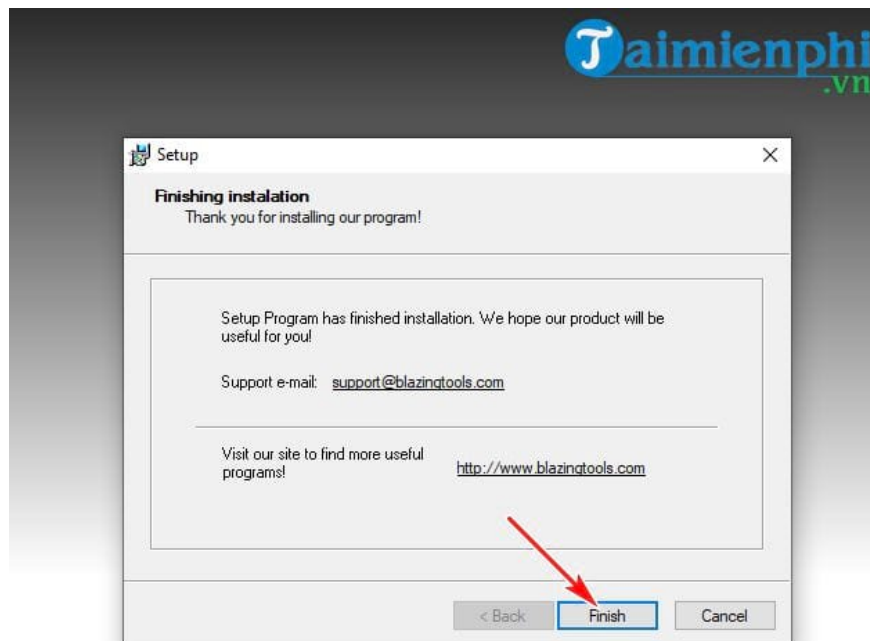 Taimienphi
.vn
Setup
Finishing instalation
Thank you for installing our program!
Setup Program has finished installation. We hope our product will be
useful for you!
Support e-mail: support@blazingtools.com
Visit our site to find more useful
programs!
http://www.blazingtools.com
< Back Finish Cancel